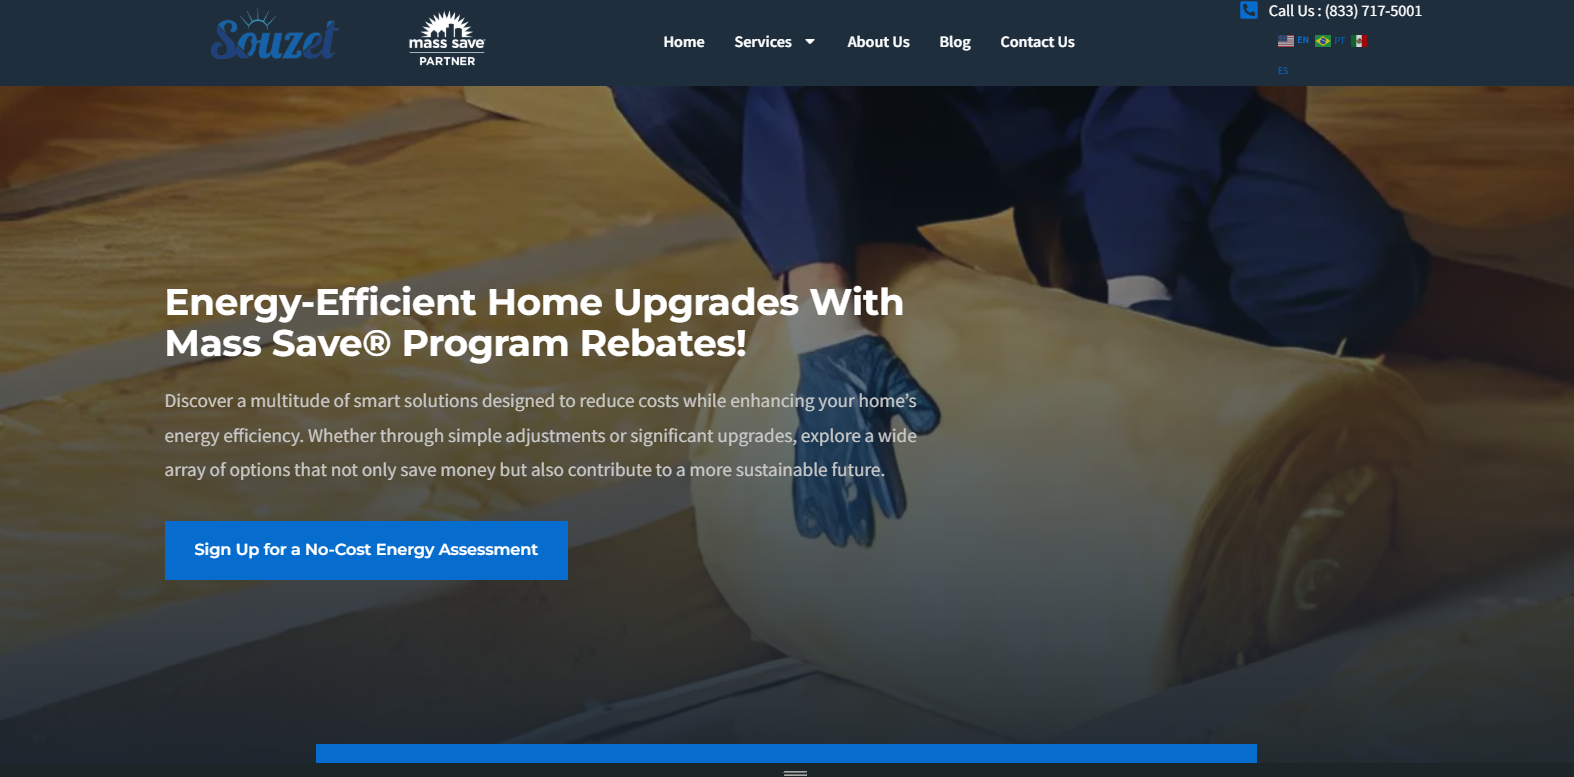 Souzet
mass save
PARTNER
Home Services About Us Blog Contact Us
Call Us : (833) 717-5001
EN PT
ES
Energy-Efficient Home Upgrades With
Mass Save® Program Rebates!
Discover a multitude of smart solutions designed to reduce costs while enhancing your home’s
energy efficiency. Whether through simple adjustments or significant upgrades, explore a wide
array of options that not only save money but also contribute to a more sustainable future.
Sign Up for a No-Cost Energy Assessment